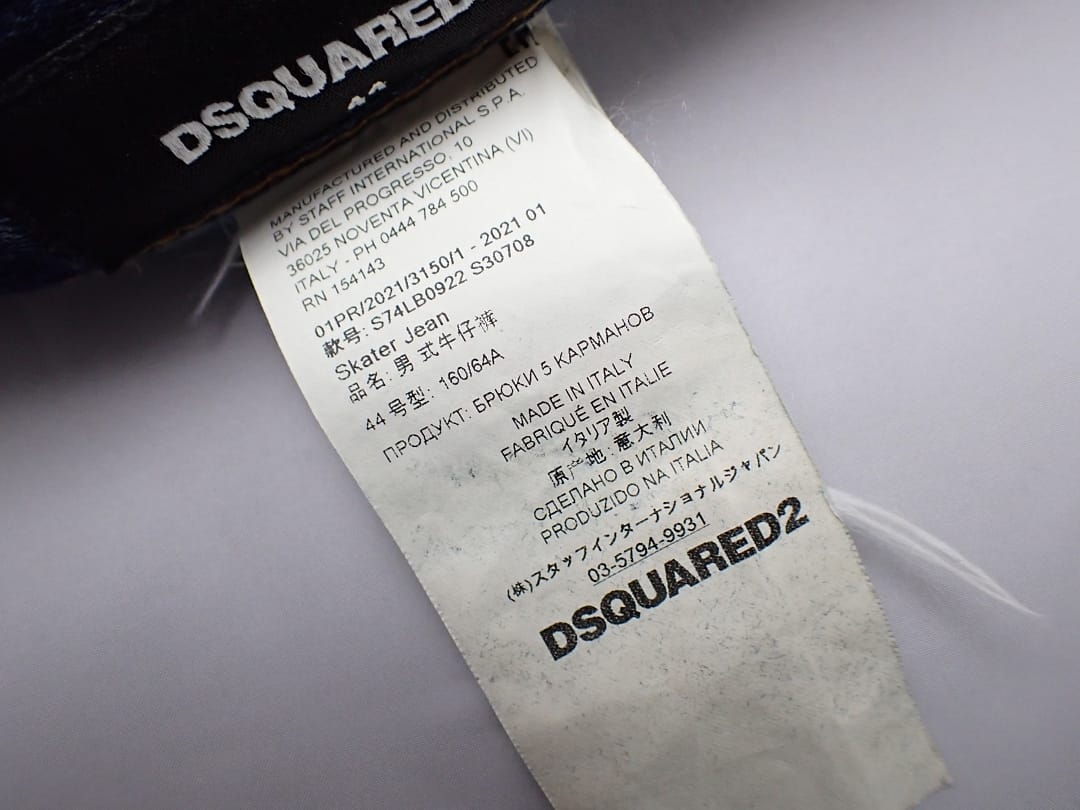 DSQUARED
44
MANUFACTURED AND DISTRIBUTED
BY STAFF INTERNATIONAL S.P.A.
VIA DEL PROGRESSO, 10
36025 NOVENTA VICENTINA (VI)
ITALY - PH 0444 784 500
RN 154143
01PR/2021/3150/1 - 2021 01
款号: S74LB0922 S30708
Skater Jean
品名: 男式牛仔裤
44 号型: 160/64A
ПРОДУКТ: БРЮКИ 5 КАРМАНОВ
MADE IN ITALY
FABRIQUÉ EN ITALIE
イタリア製
原产地: 意大利
СДЕЛАНО В ИТАЛИИ
PRODUZIDO NA ITALIA
(株)スタッフインターナショナルジャパン
03-5794-9931
DSQUARED2